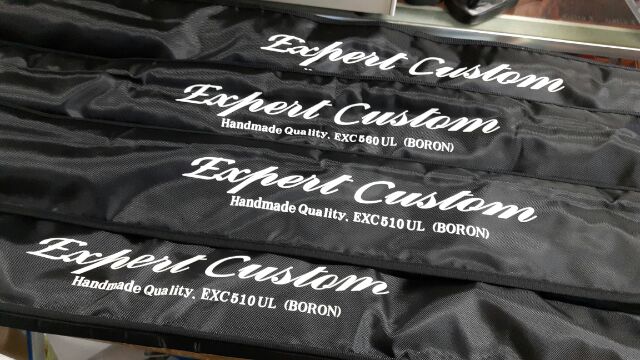 Expert Custom
Expert Custom
Handmade Quality. EXC560UL (BORON)
Expert Custom
Handmade Quality. EXC510UL (BORON)
Expert Custom
Handmade Quality. EXC510UL (BORON)